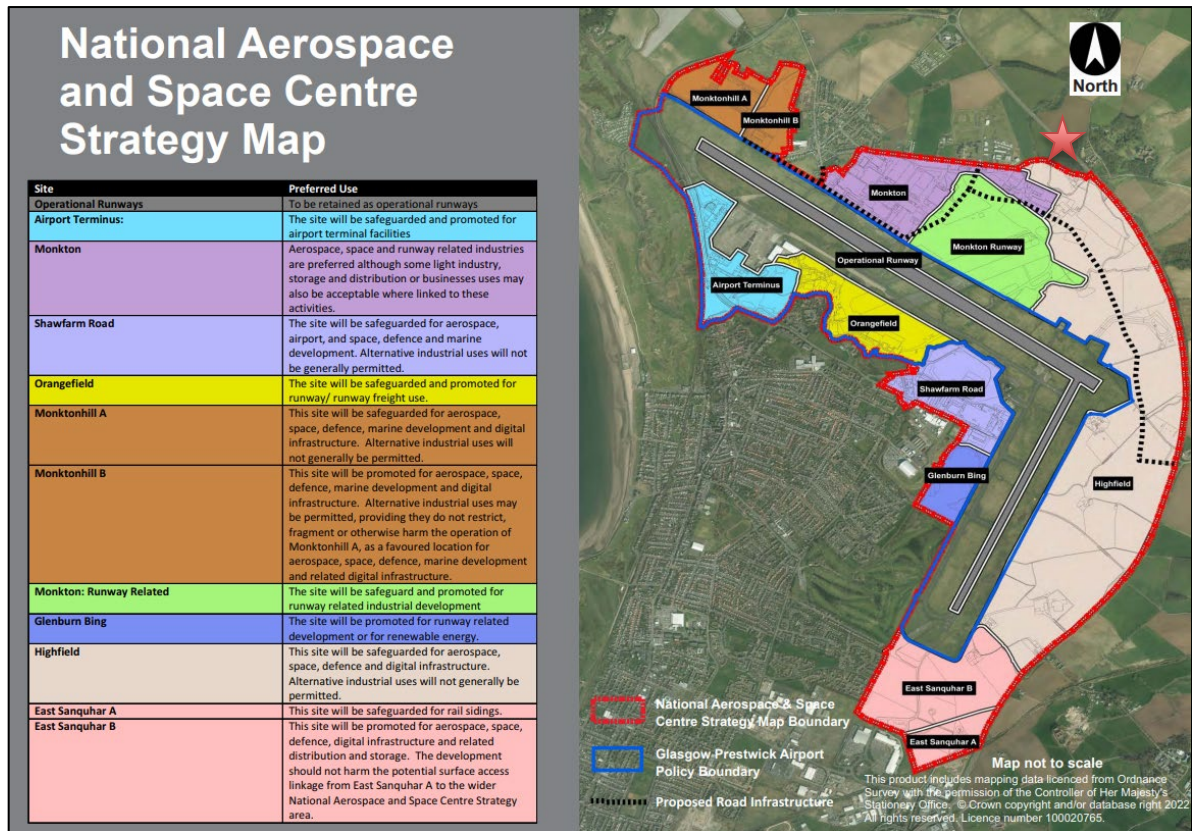 National Aerospace
and Space Centre
Strategy Map
Site Preferred Use
Operational Runways To be retained as operational runways
Airport Terminus: The site will be safeguarded and promoted for
airport terminal facilities
Monkton Aerospace, space and runway related industries
are preferred although some light industry,
storage and distribution or businesses uses may
also be acceptable where linked to these
activities.
Shawfarm Road The site will be safeguarded for aerospace,
airport, and space, defence and marine
development. Alternative industrial uses will not
be generally permitted.
Orangefield The site will be safeguarded and promoted for
runway/ runway freight use.
Monktonhill A This site will be safeguarded for aerospace,
space, defence, marine development and digital
infrastructure. Alternative industrial uses will
not generally be permitted.
Monktonhill B This site will be promoted for aerospace, space,
defence, marine development and digital
infrastructure. Alternative industrial uses may
be permitted, providing they do not restrict,
fragment or otherwise harm the operation of
Monktonhill A, as a favoured location for
aerospace, space, defence, marine development
and related digital infrastructure.
Monkton: Runway Related The site will be safeguard and promoted for
runway related industrial development
Glenburn Bing The site will be promoted for runway related
development or for renewable energy.
Highfield This site will be safeguarded for aerospace,
space, defence and digital infrastructure.
Alternative industrial uses will not generally be
permitted.
East Sanquhar A This site will be safeguarded for rail sidings.
East Sanquhar B This site will be promoted for aerospace, space,
defence, digital infrastructure and related
distribution and storage. The development
should not harm the potential surface access
linkage from East Sanquhar A to the wider
National Aerospace and Space Centre Strategy
area.
North
Monktonhill A
Monktonhill B
Monkton
Monkton Runway
Operational Runway
Airport Terminus
Orangefield
Shawfarm Road
Glenburn Bing
Highfield
East Sanquhar B
East Sanquhar A
National Aerospace & Space
Centre Strategy Map Boundary
Glasgow Prestwick Airport
Policy Boundary
Proposed Road Infrastructure
Map not to scale
This product includes mapping data licenced from Ordnance
Survey with the permission of the Controller of Her Majesty's
Stationery Office. © Crown copyright and/or database right 2022
All rights reserved. Licence number 100020765.